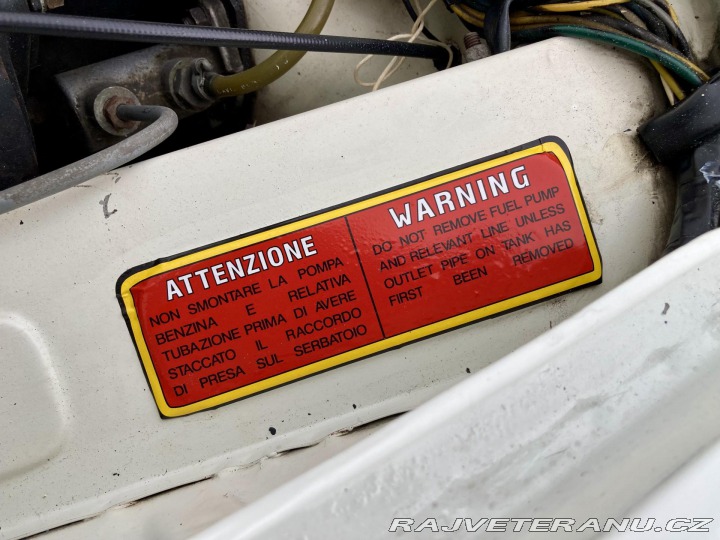 ATTENZIONE
NON SMONTARE LA POMPA
BENZINA E RELATIVA
TUBAZIONE PRIMA DI AVERE
STACCATO IL RACCORDO
DI PRESA SUL SERBATOIO
WARNING
DO NOT REMOVE FUEL PUMP
AND RELEVANT LINE UNLESS
OUTLET PIPE ON TANK HAS
FIRST BEEN REMOVED
RAJVETERANU.CZ